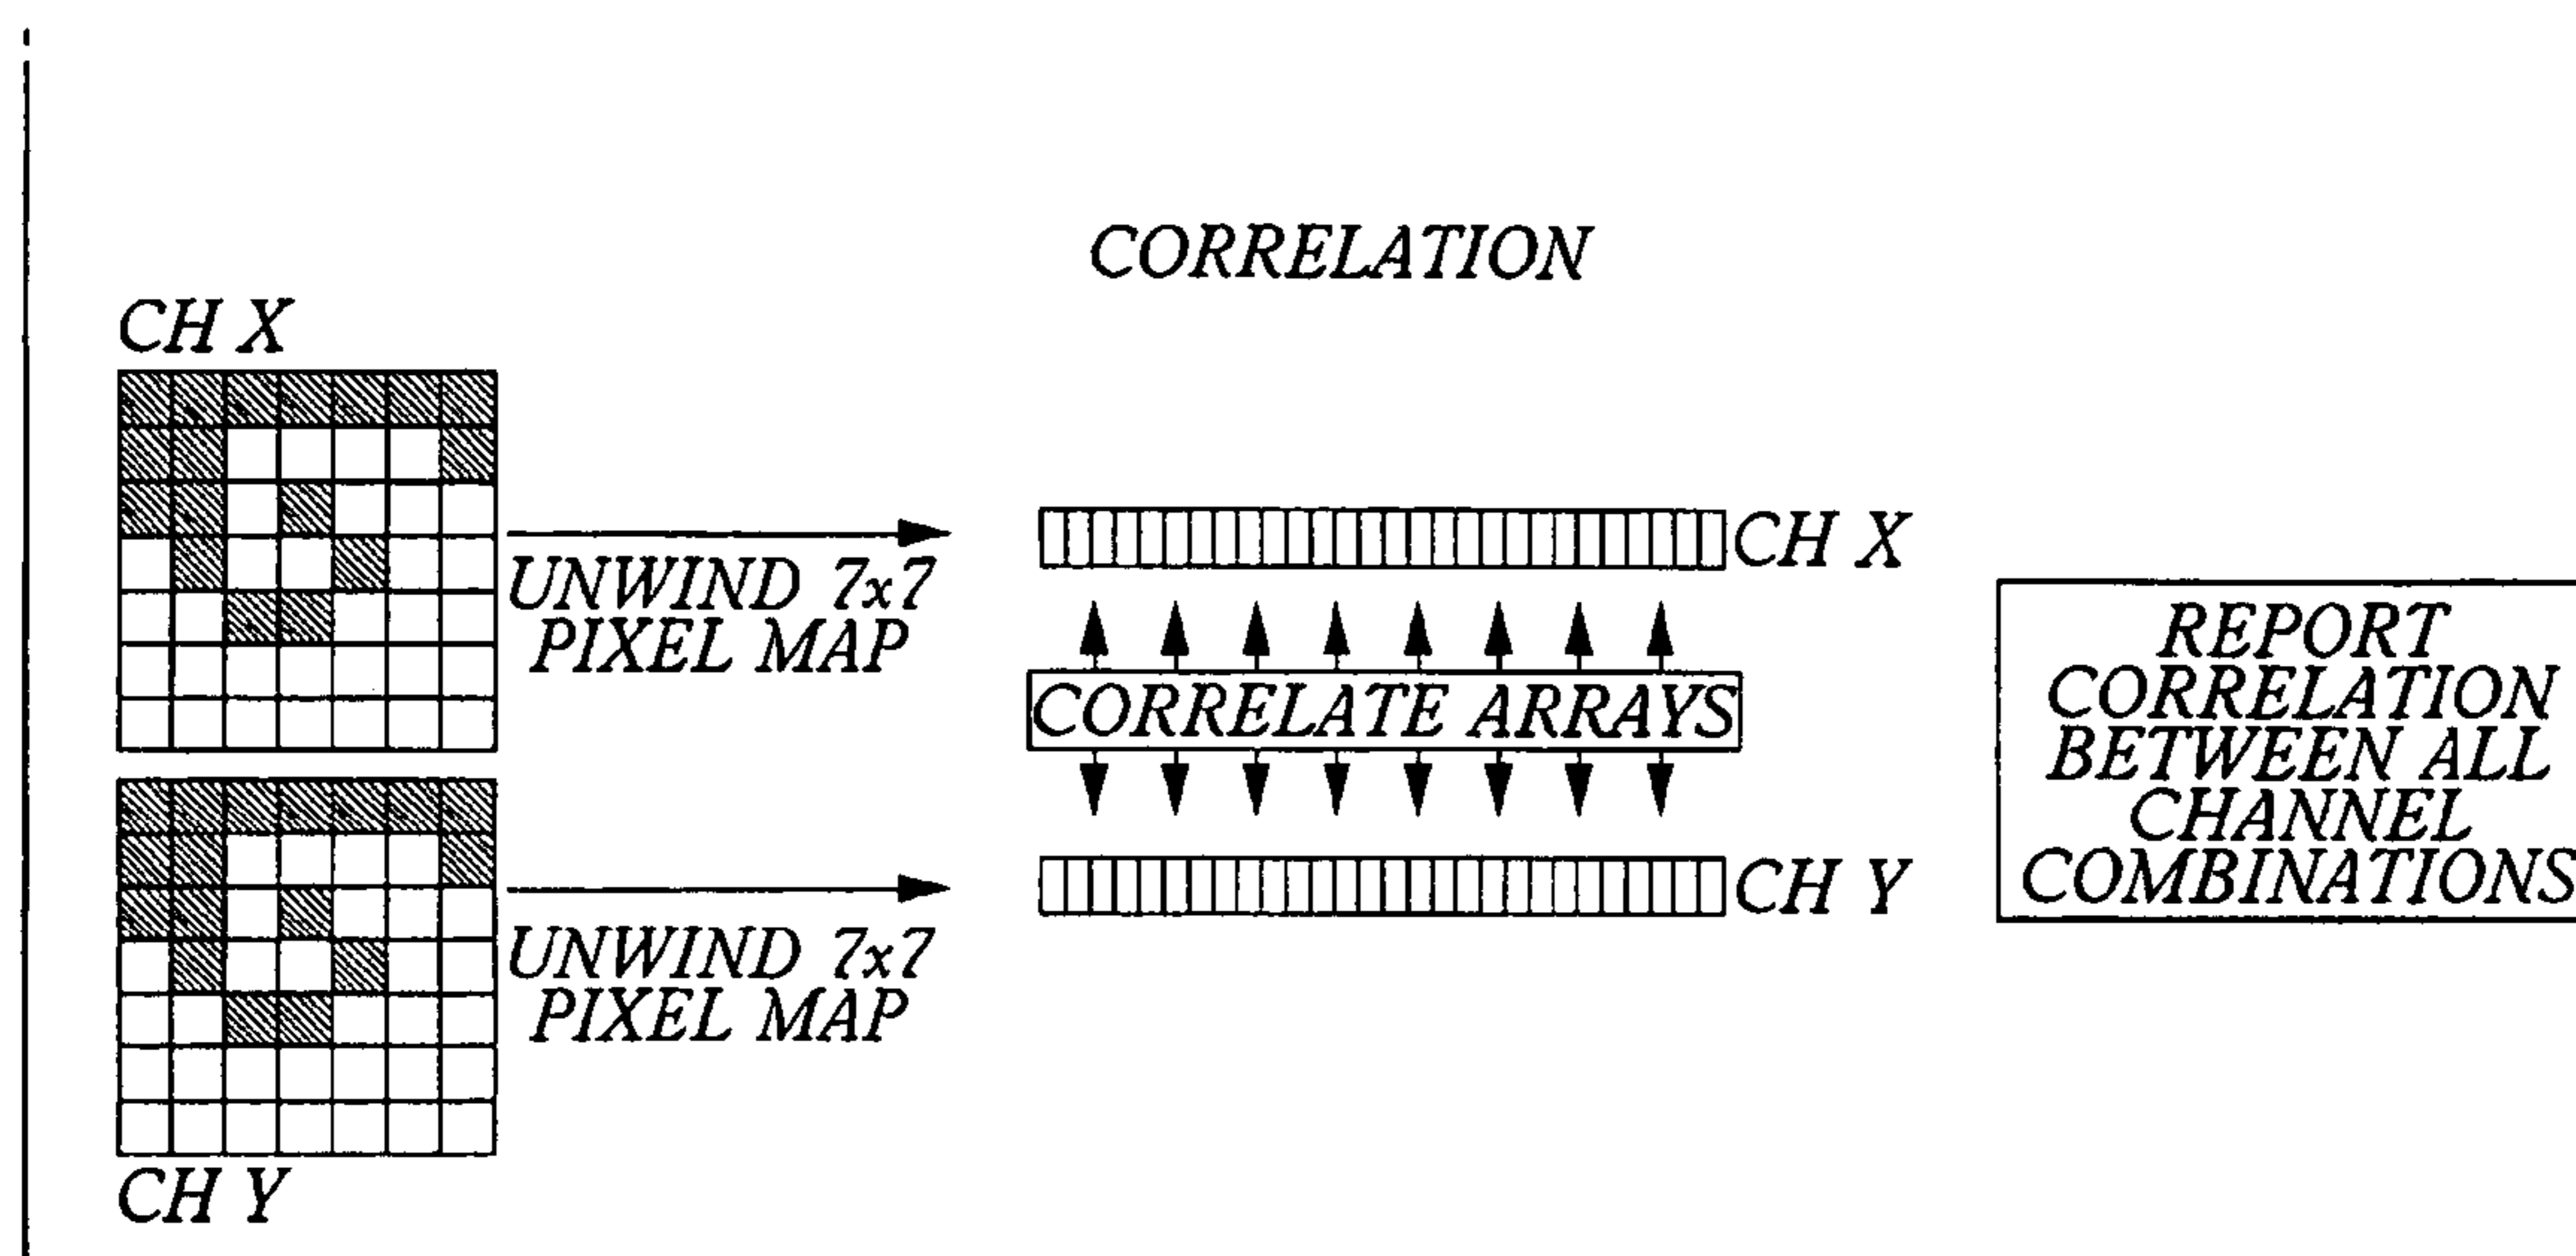 CORRELATION
CH X
UNWIND 7x7
PIXEL MAP
CH X
CORRELATE ARRAYS
CH Y
UNWIND 7x7
PIXEL MAP
CH Y
REPORT
CORRELATION
BETWEEN ALL
CHANNEL
COMBINATIONS